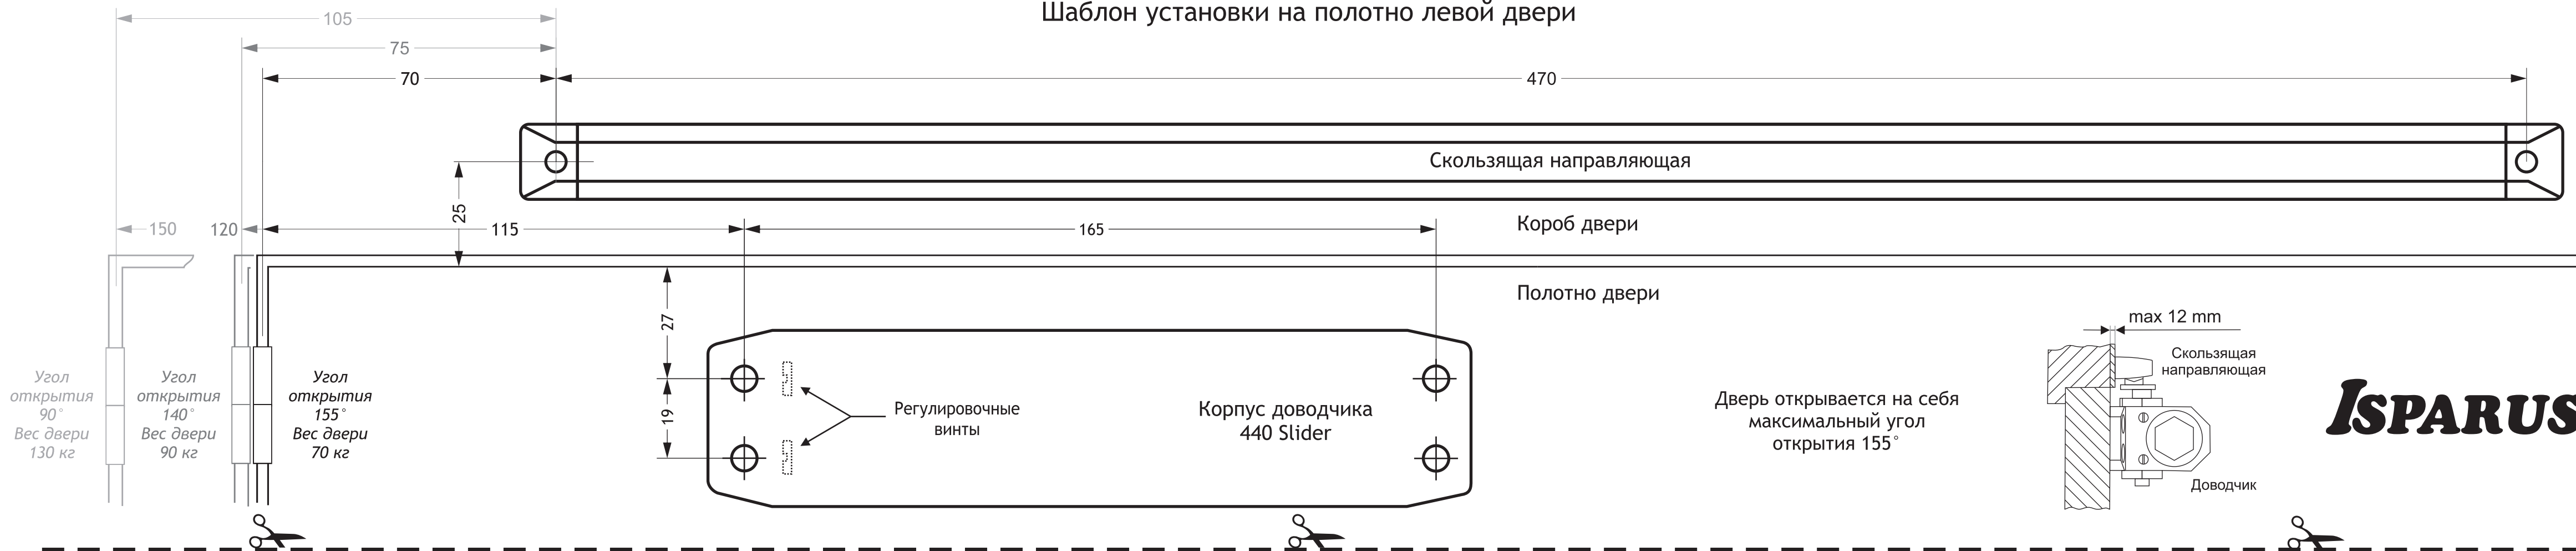 Шаблон установки на полотно левой двери
105
75
70
470
Скользящая направляющая
25
150
120
115
165
Короб двери
Полотно двери
27
19
max 12 mm
Скользящая
направляющая
Доводчик
Угол
открытия
90°
Вес двери
130 кг
Угол
открытия
140°
Вес двери
90 кг
Угол
открытия
155°
Вес двери
70 кг
Регулировочные
винты
Корпус доводчика
440 Slider
Дверь открывается на себя
максимальный угол
открытия 155°
ISPARUS